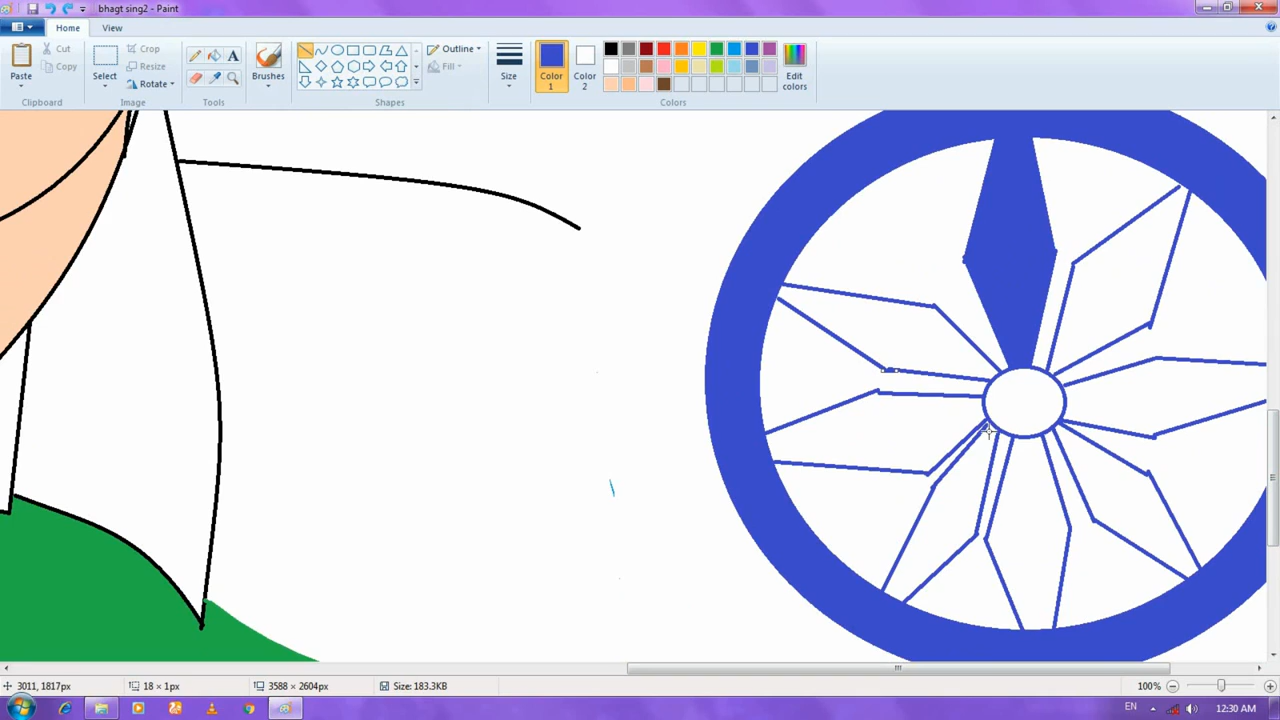 bhagt sing2 - Paint
Home View
Paste
Cut
Copy
Clipboard
Select
Crop
Resize
Rotate
Image
A
Tools
Brushes
Outline
Fill
Shapes
Size
Color 1
Color 2
Edit colors
Colors
3011, 1817px
18 × 1px
3588 × 2604px
Size: 183.3KB
100%
EN
12:30 AM